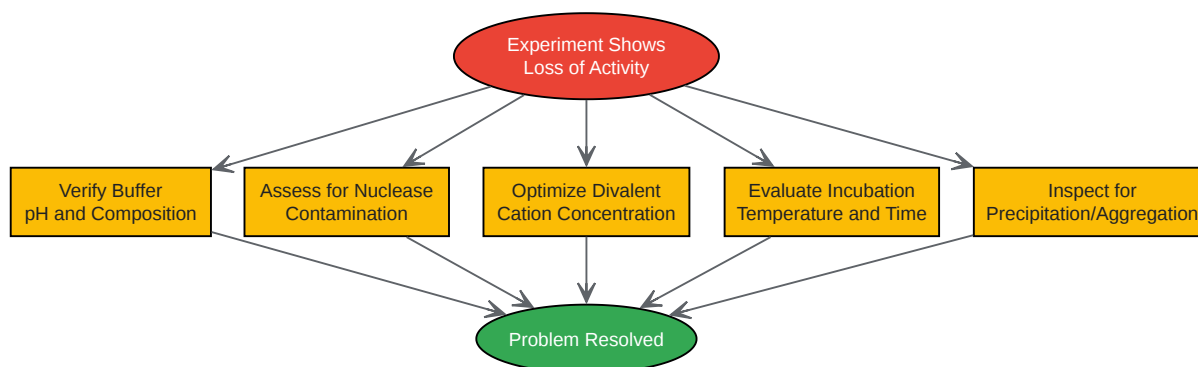 Experiment Shows
Loss of Activity
Verify Buffer
pH and Composition
Assess for Nuclease
Contamination
Optimize Divalent
Cation Concentration
Evaluate Incubation
Temperature and Time
Inspect for
Precipitation/Aggregation
Problem Resolved